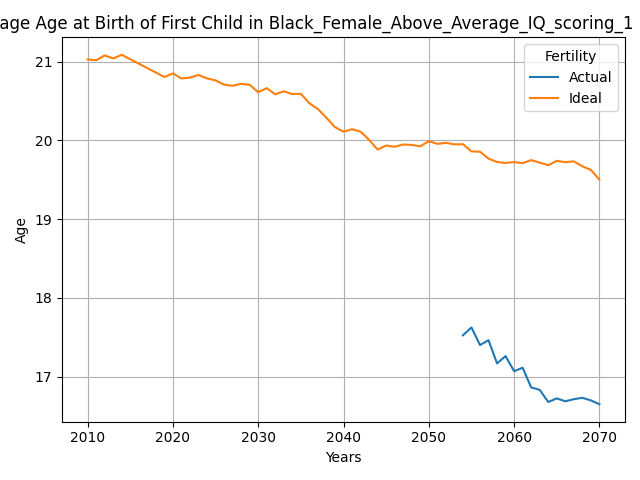 age Age at Birth of First Child in Black_Female_Above_Average_IQ_scoring_1
Fertility
Actual
Ideal
Age
21
20
19
18
17
2010 2020 2030 2040 2050 2060 2070
Years